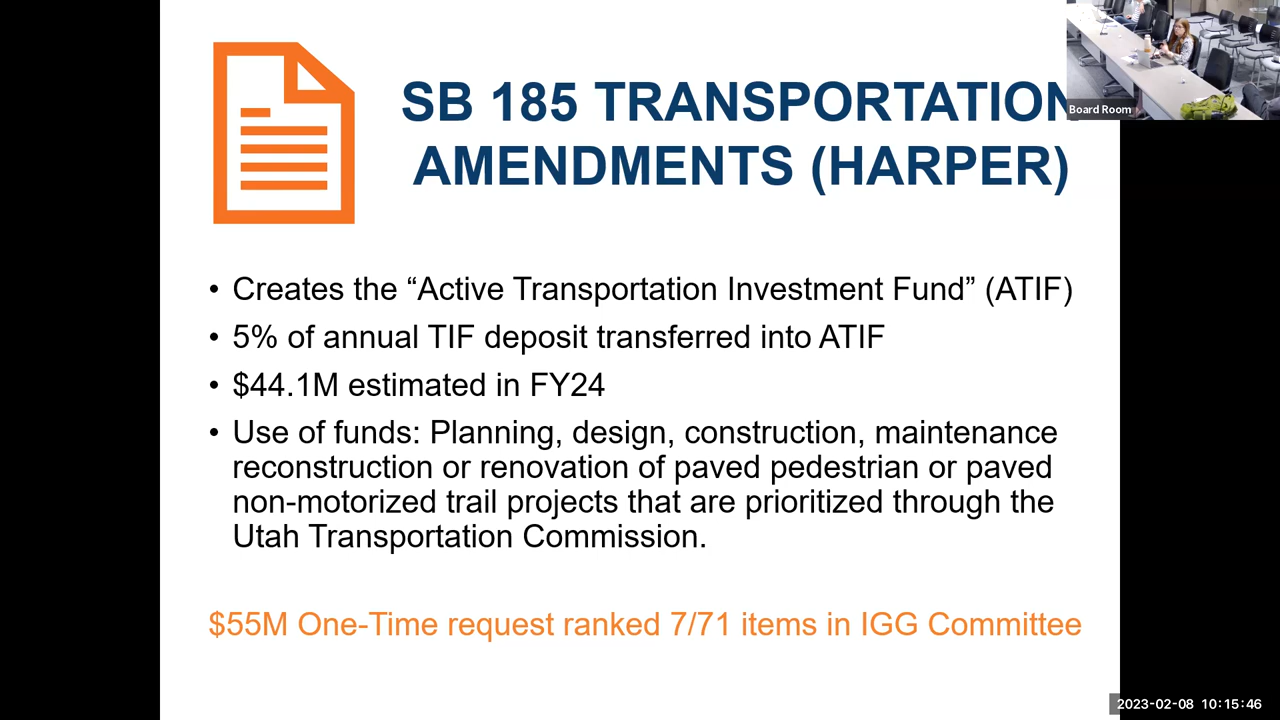 SB 185 TRANSPORTATION
AMENDMENTS (HARPER)
Board Room
• Creates the “Active Transportation Investment Fund” (ATIF)
• 5% of annual TIF deposit transferred into ATIF
• $44.1M estimated in FY24
• Use of funds: Planning, design, construction, maintenance
reconstruction or renovation of paved pedestrian or paved
non-motorized trail projects that are prioritized through the
Utah Transportation Commission.
$55M One-Time request ranked 7/71 items in IGG Committee
2023-02-08 10:15:46